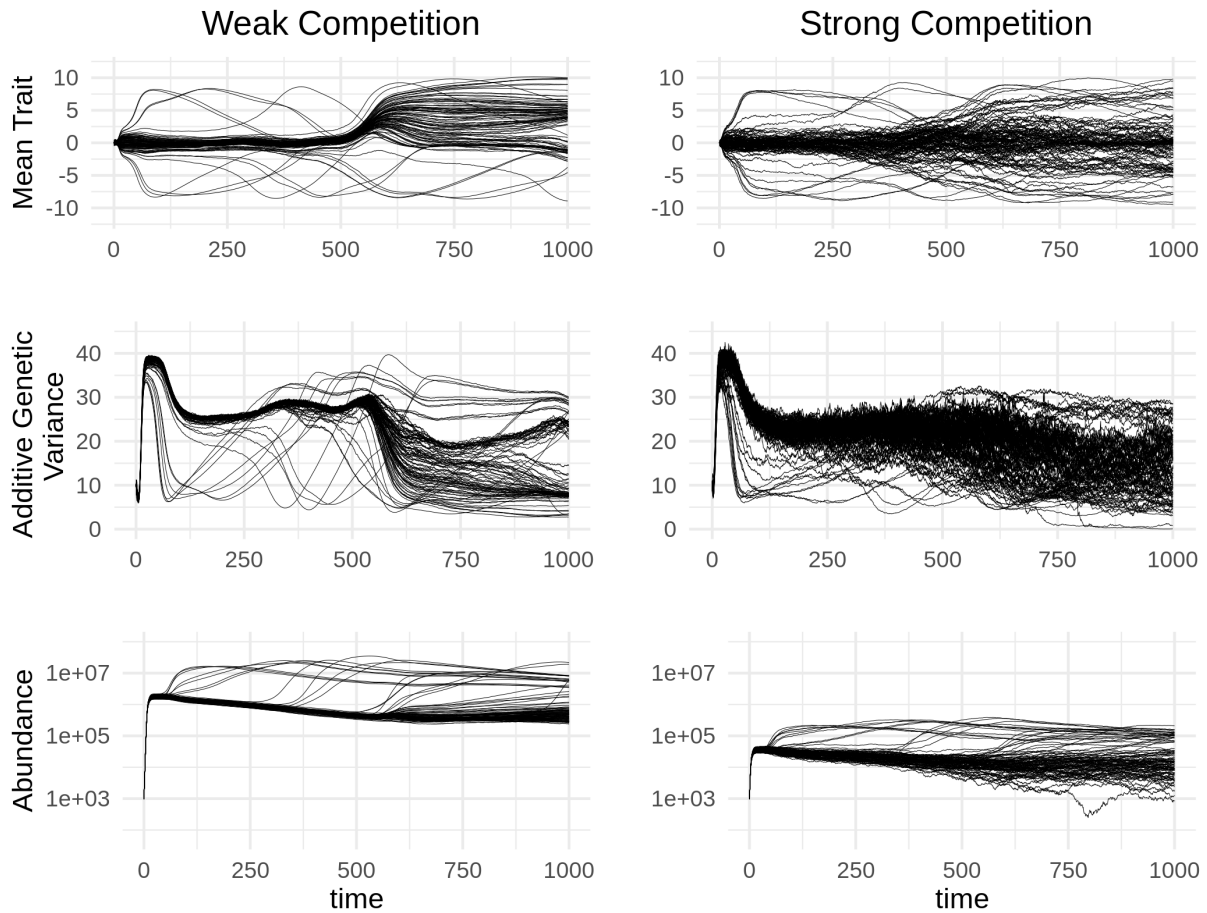 Weak Competition
Strong Competition
Mean Trait
10
5
0
-5
-10
0 250 500 750 1000
10
5
0
-5
-10
0 250 500 750 1000
Additive Genetic
Variance
40
30
20
10
0
0 250 500 750 1000
40
30
20
10
0
0 250 500 750 1000
Abundance
1e+07
1e+05
1e+03
0 250 500 750 1000
time
1e+07
1e+05
1e+03
0 250 500 750 1000
time